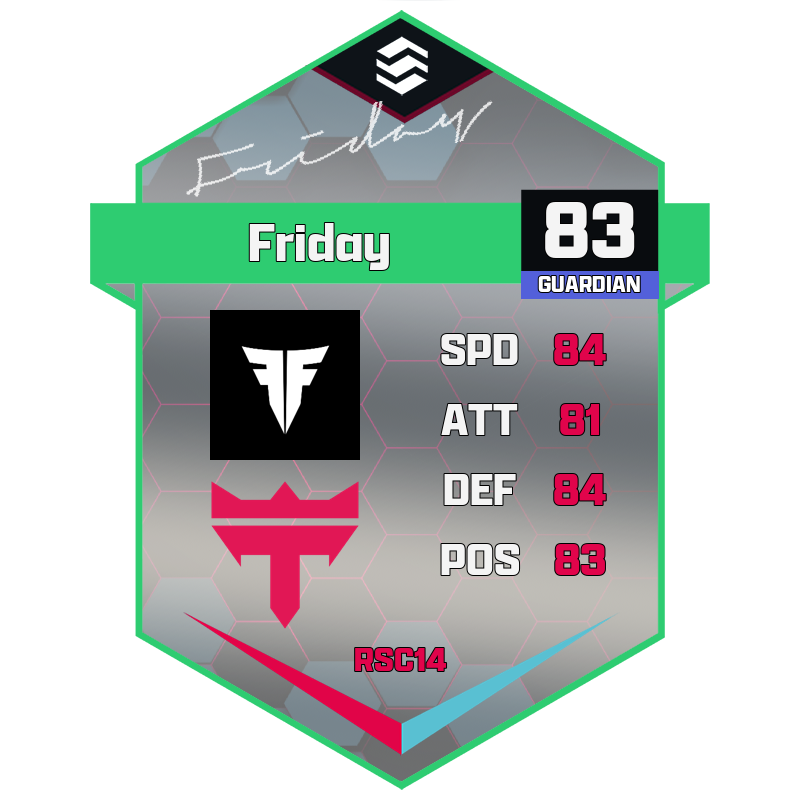 Friday
Friday
83
GUARDIAN
SPD 84
ATT 81
DEF 84
POS 83
RSC14